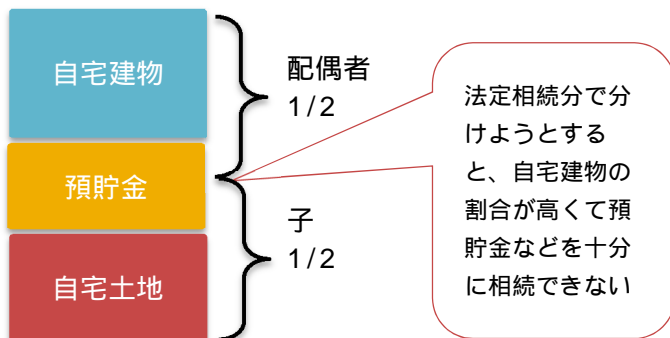 自宅建物
預貯金
自宅土地
配偶者
1/2
子
1/2
法定相続分で分
けようとする
と、自宅建物の
割合が高くて預
貯金などを十分
に相続できない